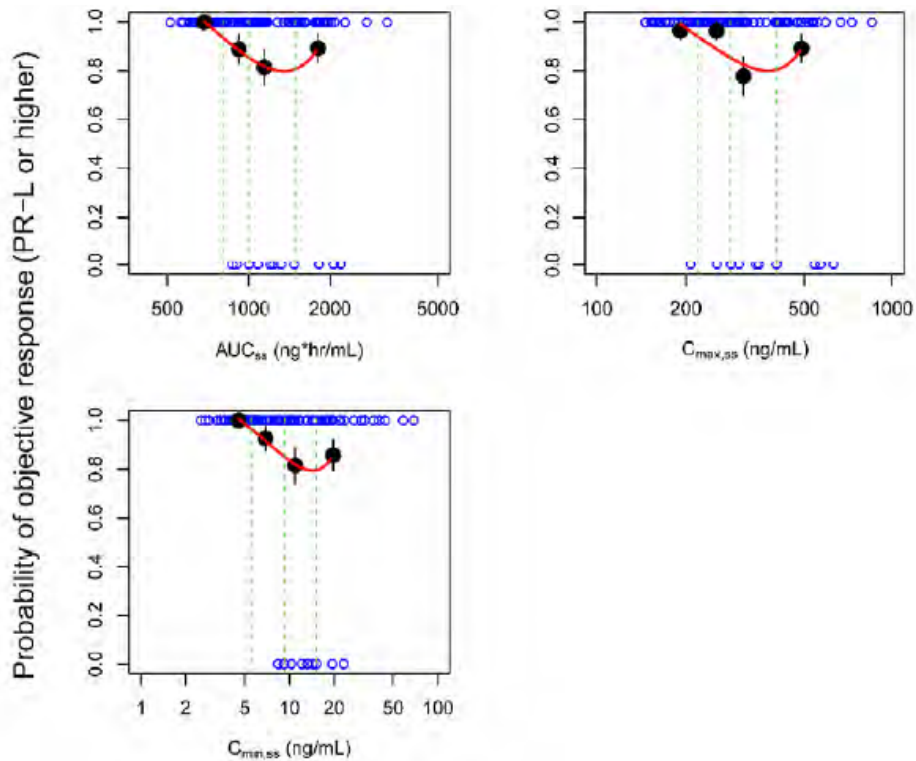 Probability of objective response (PR-L or higher)
0.0 0.2 0.4 0.6 0.8 1.0
500 1000 2000 5000
AUCss (ng*hr/mL)
0.0 0.2 0.4 0.6 0.8 1.0
100 200 500 1000
Cmax,ss (ng/mL)
0.0 0.2 0.4 0.6 0.8 1.0
1 2 5 10 20 100
Cmin,ss (ng/mL)